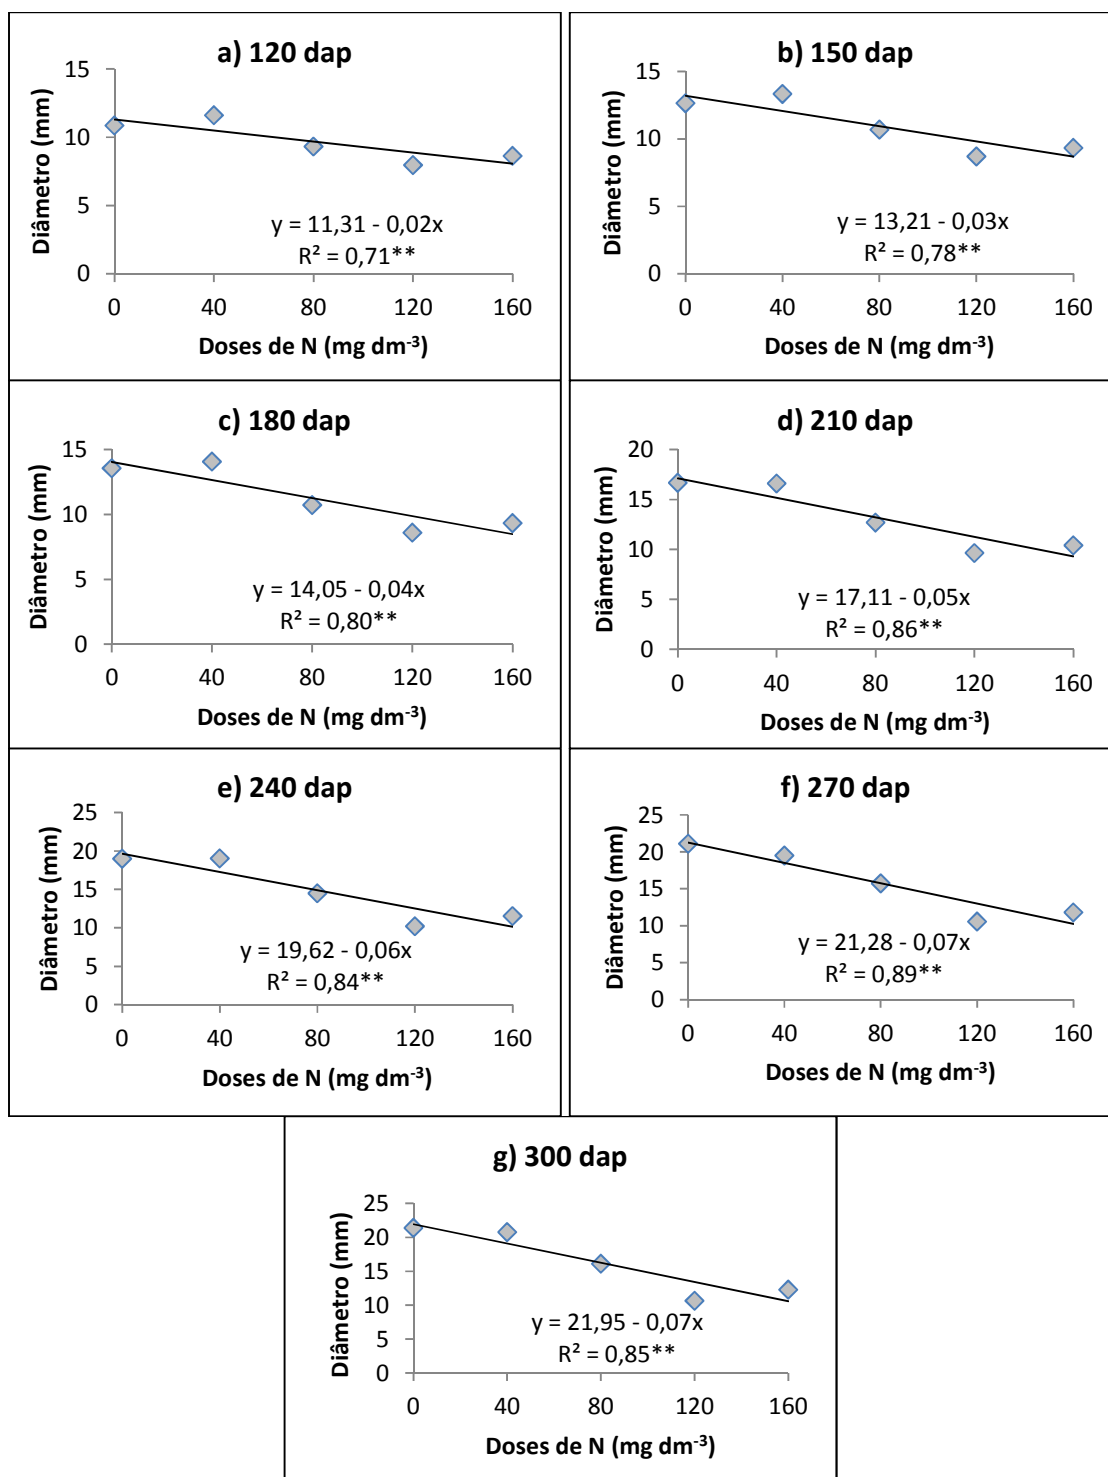 a) 120 dap
Diâmetro (mm)
15
10
5
0
y = 11,31 - 0,02x
R² = 0,71**
0 40 80 120 160
Doses de N (mg dm⁻³)
b) 150 dap
Diâmetro (mm)
15
10
5
0
y = 13,21 - 0,03x
R² = 0,78**
0 40 80 120 160
Doses de N (mg dm⁻³)
c) 180 dap
Diâmetro (mm)
15
10
5
0
y = 14,05 - 0,04x
R² = 0,80**
0 40 80 120 160
Doses de N (mg dm⁻³)
d) 210 dap
Diâmetro (mm)
20
15
10
5
0
y = 17,11 - 0,05x
R² = 0,86**
0 40 80 120 160
Doses de N (mg dm⁻³)
e) 240 dap
Diâmetro (mm)
25
20
15
10
5
0
y = 19,62 - 0,06x
R² = 0,84**
0 40 80 120 160
Doses de N (mg dm⁻³)
f) 270 dap
Diâmetro (mm)
25
20
15
10
5
0
y = 21,28 - 0,07x
R² = 0,89**
0 40 80 120 160
Doses de N (mg dm⁻³)
g) 300 dap
Diâmetro (mm)
25
20
15
10
5
0
y = 21,95 - 0,07x
R² = 0,85**
0 40 80 120 160
Doses de N (mg dm⁻³)